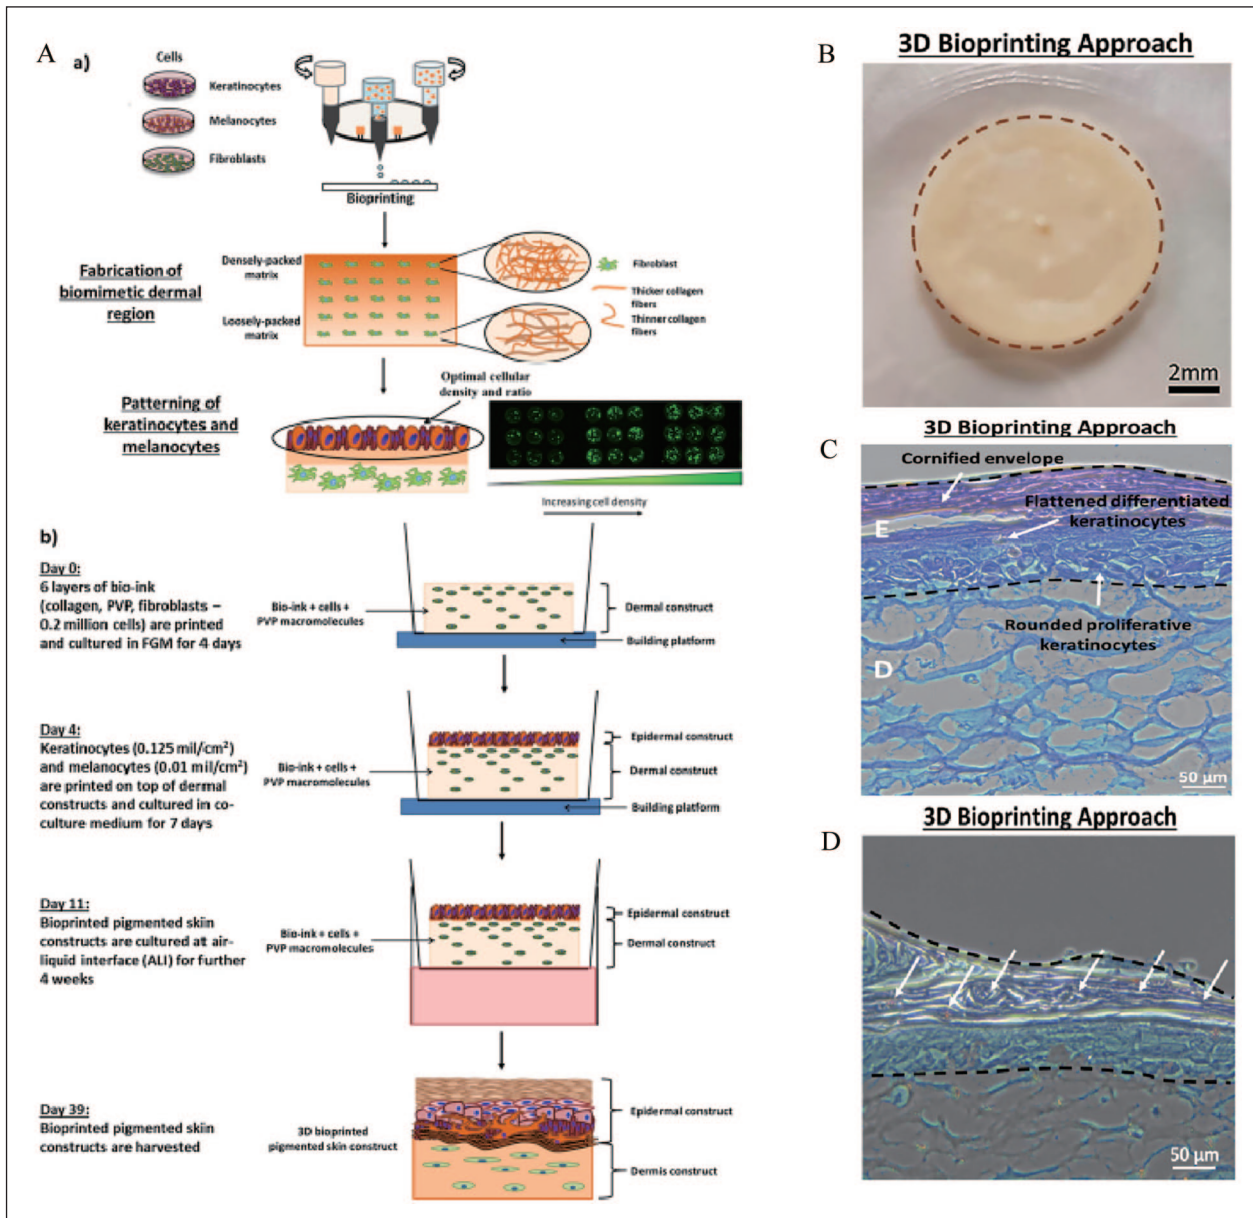 A
a)
Cells
Keratinocytes
Melanocytes
Fibroblasts
Bioprinting
Fabrication of
biomimetic dermal
region
Densely-packed
matrix
Loosely-packed
matrix
Fibroblast
Thicker collagen
fibers
Thinner collagen
fibers
Patterning of
keratinocytes and
melanocytes
Optimal cellular
density and ratio
Increasing cell density
b)
Day 0:
6 layers of bio-ink
(collagen, PVP, fibroblasts –
0.2 million cells) are printed
and cultured in FGM for 4 days
Bio-ink + cells +
PVP macromolecules
Dermal construct
Building platform
Day 4:
Keratinocytes (0.125 mil/cm²)
and melanocytes (0.01 mil/cm²)
are printed on top of dermal
constructs and cultured in co-
culture medium for 7 days
Bio-ink + cells +
PVP macromolecules
Epidermal construct
Dermal construct
Building platform
Day 11:
Bioprinted pigmented skiin
constructs are cultured at air-
liquid interface (ALI) for further
4 weeks
Bio-ink + cells +
PVP macromolecules
Epidermal construct
Dermal construct
Day 39:
Bioprinted pigmented skiin
constructs are harvested
3D bioprinted
pigmented skin construct
Epidermal construct
Dermis construct
B
3D Bioprinting Approach
2mm
3D Bioprinting Approach
C
Cornified envelope
Flattened differentiated
keratinocytes
E
Rounded proliferative
keratinocytes
D
50 µm
3D Bioprinting Approach
D
50 µm